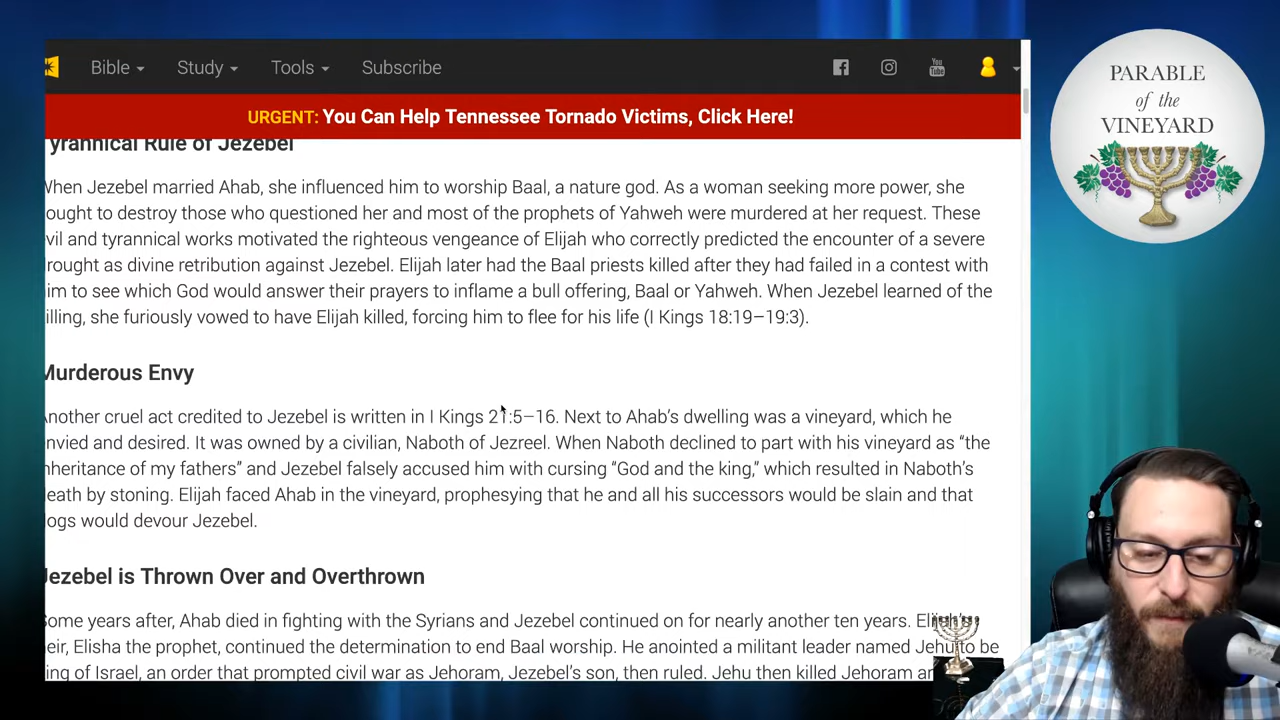 PARABLE
of the
VINEYARD
Bible Study Tools Subscribe
URGENT: You Can Help Tennessee Tornado Victims, Click Here!
yrannical Rule of Jezebel
When Jezebel married Ahab, she influenced him to worship Baal, a nature god. As a woman seeking more power, she
ought to destroy those who questioned her and most of the prophets of Yahweh were murdered at her request. These
vil and tyrannical works motivated the righteous vengeance of Elijah who correctly predicted the encounter of a severe
rought as divine retribution against Jezebel. Elijah later had the Baal priests killed after they had failed in a contest with
im to see which God would answer their prayers to inflame a bull offering, Baal or Yahweh. When Jezebel learned of the
illing, she furiously vowed to have Elijah killed, forcing him to flee for his life (I Kings 18:19–19:3).
Murderous Envy
nother cruel act credited to Jezebel is written in I Kings 21:5–16. Next to Ahab's dwelling was a vineyard, which he
nvied and desired. It was owned by a civilian, Naboth of Jezreel. When Naboth declined to part with his vineyard as “the
nheritance of my fathers” and Jezebel falsely accused him with cursing “God and the king,” which resulted in Naboth's
eath by stoning. Elijah faced Ahab in the vineyard, prophesying that he and all his successors would be slain and that
dogs would devour Jezebel.
Jezebel is Thrown Over and Overthrown
Some years after, Ahab died in fighting with the Syrians and Jezebel continued on for nearly another ten years.
eir, Elisha the prophet, continued the determination to end Baal worship. He anointed a militant leader named Jehu to be
ing of Israel, an order that prompted civil war as Jehoram, Jezebel's son, then ruled. Jehu then killed Jehoram